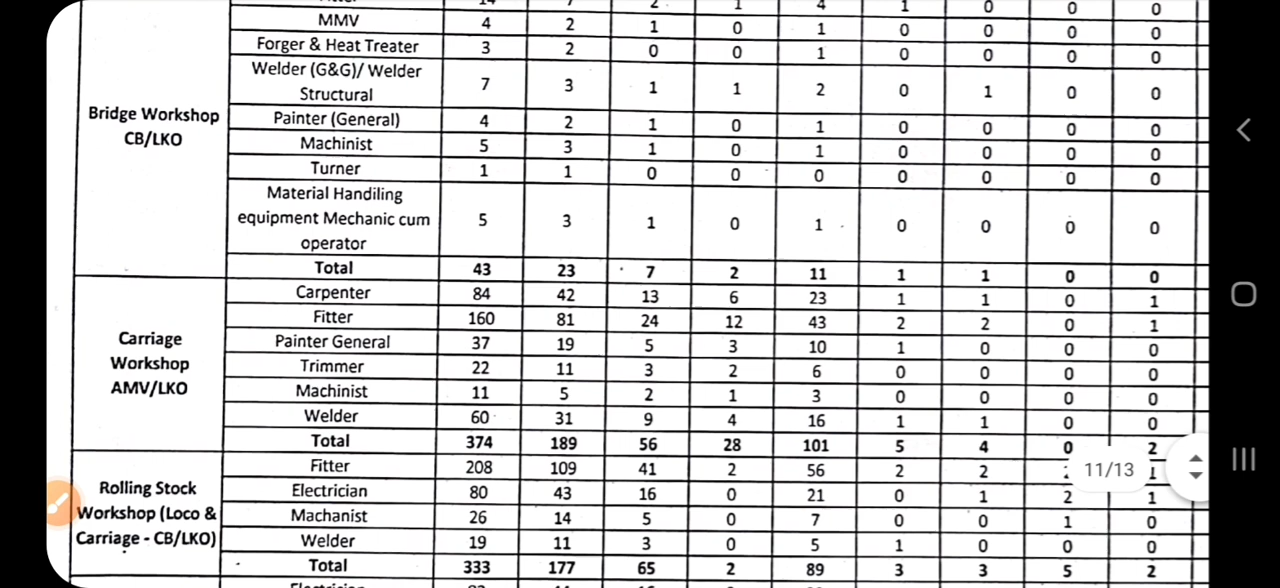 14 7 2 1 4 1 0 0 0
MMV 4 2 1 0 1 0 0 0 0
Forger & Heat Treater 3 2 0 0 1 0 0 0 0
Welder (G&G)/ Welder
Structural 7 3 1 1 2 0 1 0 0
Bridge Workshop
CB/LKO
Painter (General) 4 2 1 0 1 0 0 0 0
Machinist 5 3 1 0 1 0 0 0 0
Turner 1 1 0 0 0 0 0 0 0
Material Handiling
equipment Mechanic cum
operator 5 3 1 0 1 0 0 0 0
Total 43 23 7 2 11 1 1 0 0
Carriage
Workshop
AMV/LKO
Carpenter 84 42 13 6 23 1 1 0 1
Fitter 160 81 24 12 43 2 2 0 1
Painter General 37 19 5 3 10 1 0 0 0
Trimmer 22 11 3 2 6 0 0 0 0
Machinist 11 5 2 1 3 0 0 0 0
Welder 60 31 9 4 16 1 1 0 0
Total 374 189 56 28 101 5 4 0 2
Rolling Stock
Workshop (Loco &
Carriage - CB/LKO)
Fitter 208 109 41 2 56 2 2 1
11/13
Electrician 80 43 16 0 21 0 1 2 1
Machanist 26 14 5 0 7 0 0 1 0
Welder 19 11 3 0 5 1 0 0 0
Total 333 177 65 2 89 3 3 5 2